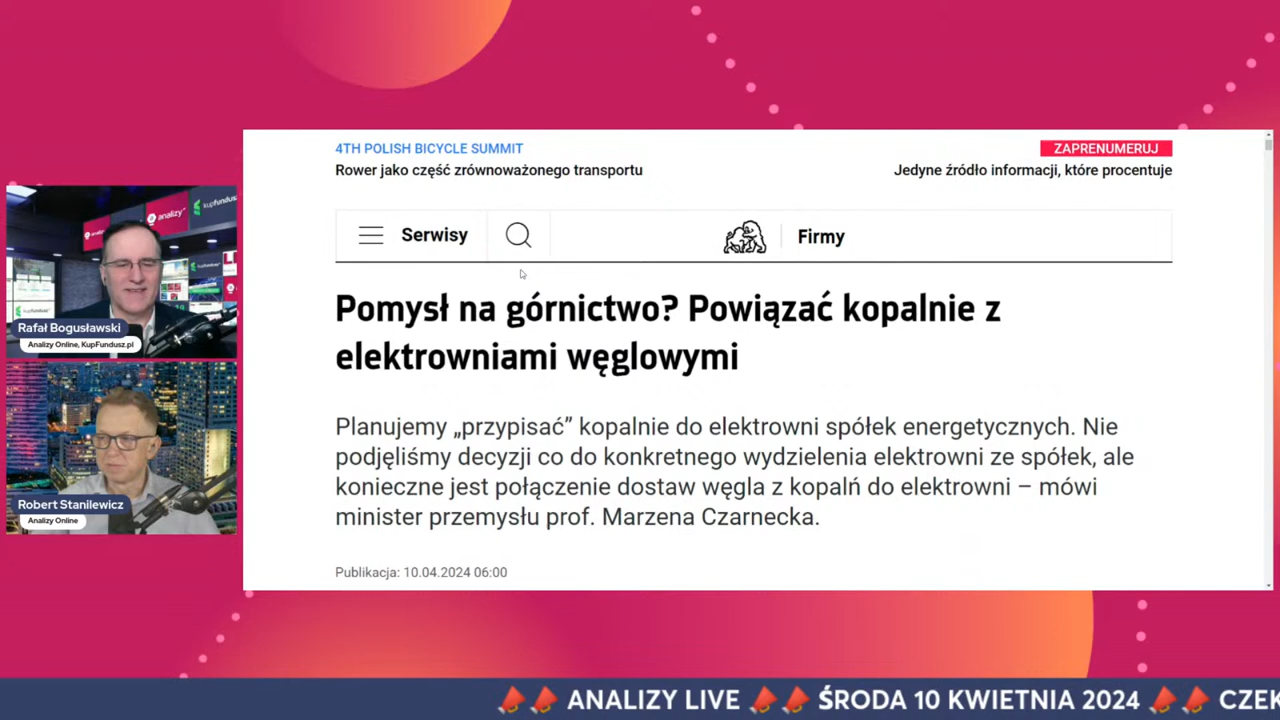 4TH POLISH BICYCLE SUMMIT
Rower jako część zrównoważonego transportu
ZAPRENUMERUJ
Jedyne źródło informacji, które procentuje
Serwisy
Firmy
Pomysł na górnictwo? Powiązać kopalnie z
elektrowniami węglowymi
Planujemy „przypisać” kopalnie do elektrowni spółek energetycznych. Nie
podjęliśmy decyzji co do konkretnego wydzielenia elektrowni ze spółek, ale
konieczne jest połączenie dostaw węgla z kopalń do elektrowni – mówi
minister przemysłu prof. Marzena Czarnecka.
Publikacja: 10.04.2024 06:00
kupfundusz
analizy
Rafał Bogusławski
Analizy Online, KupFundusz.pl
Robert Stanilewicz
Analizy Online
ANALIZY LIVE ŚRODA 10 KWIETNIA 2024 CZEK